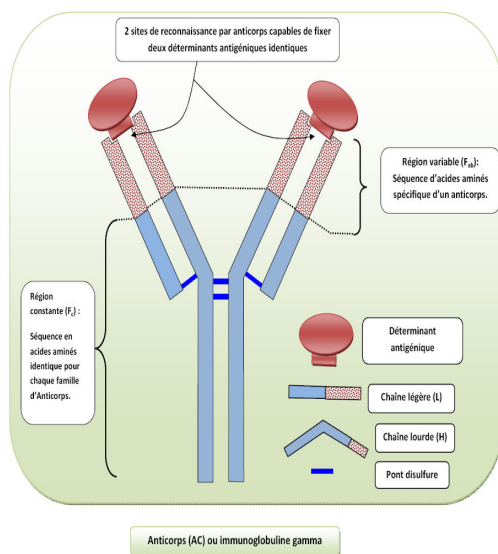 2 sites de reconnaissance par anticorps capables de fixer
deux déterminants antigéniques identiques
Région variable (Fab):
Séquence d'acides aminés
spécifique d'un anticorps.
Région
constante (Fc) :
Séquence en
acides aminés
identique pour
chaque famille
d'Anticorps.
Déterminant
antigénique
Chaîne légère (L)
Chaîne lourde (H)
Pont disulfure
Anticorps (AC) ou immunoglobuline gamma